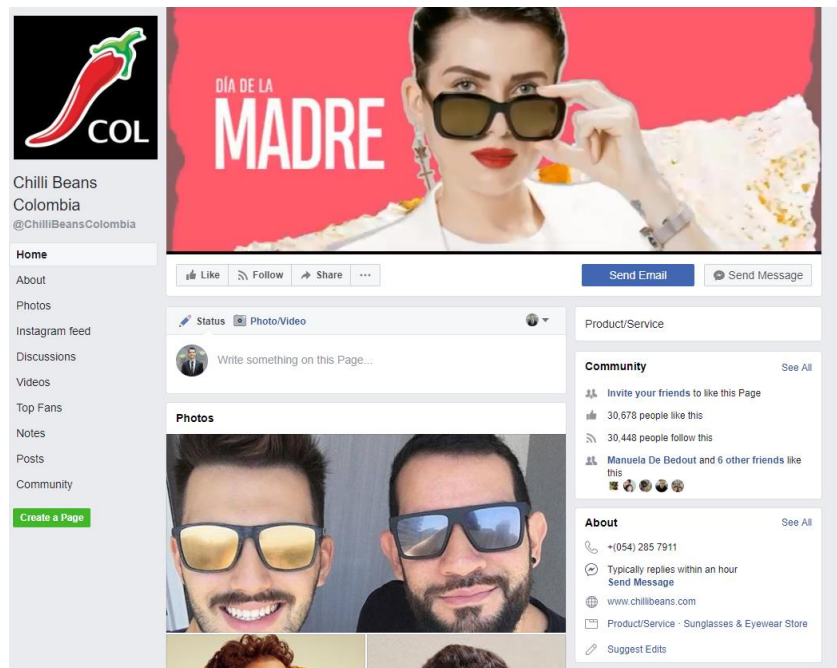 COL
Chilli Beans
Colombia
@ChilliBeansColombia
Home
About
Photos
Instagram feed
Discussions
Videos
Top Fans
Notes
Posts
Community
Create a Page
DÍA DE LA
MADRE
Like Follow Share ...
Send Email Send Message
Status Photo/Video
Write something on this Page...
Photos
Product/Service
Community See All
Invite your friends to like this Page
30,678 people like this
30,448 people follow this
Manuela De Bedout and 6 other friends like
this
About See All
+(054) 285 7911
Typically replies within an hour
Send Message
www.chillibeans.com
Product/Service · Sunglasses & Eyewear Store
Suggest Edits